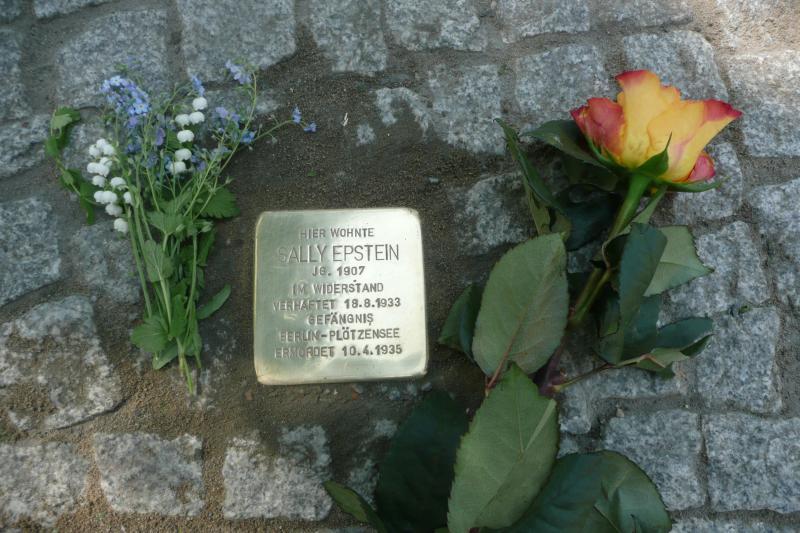 HIER WOHNTE
SALLY EPSTEIN
JG. 1907
IM WIDERSTAND
VERHAFTET 18.8.1933
GEFÄNGNIS
BERLIN-PLÖTZENSEE
ERMORDET 10.4.1935